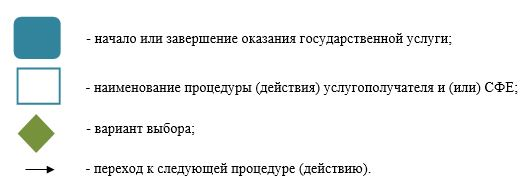 - начало или завершение оказания государственной услуги;
- наименование процедуры (действия) услугополучателя и (или) СФЕ;
- вариант выбора;
- переход к следующей процедуре (действию).